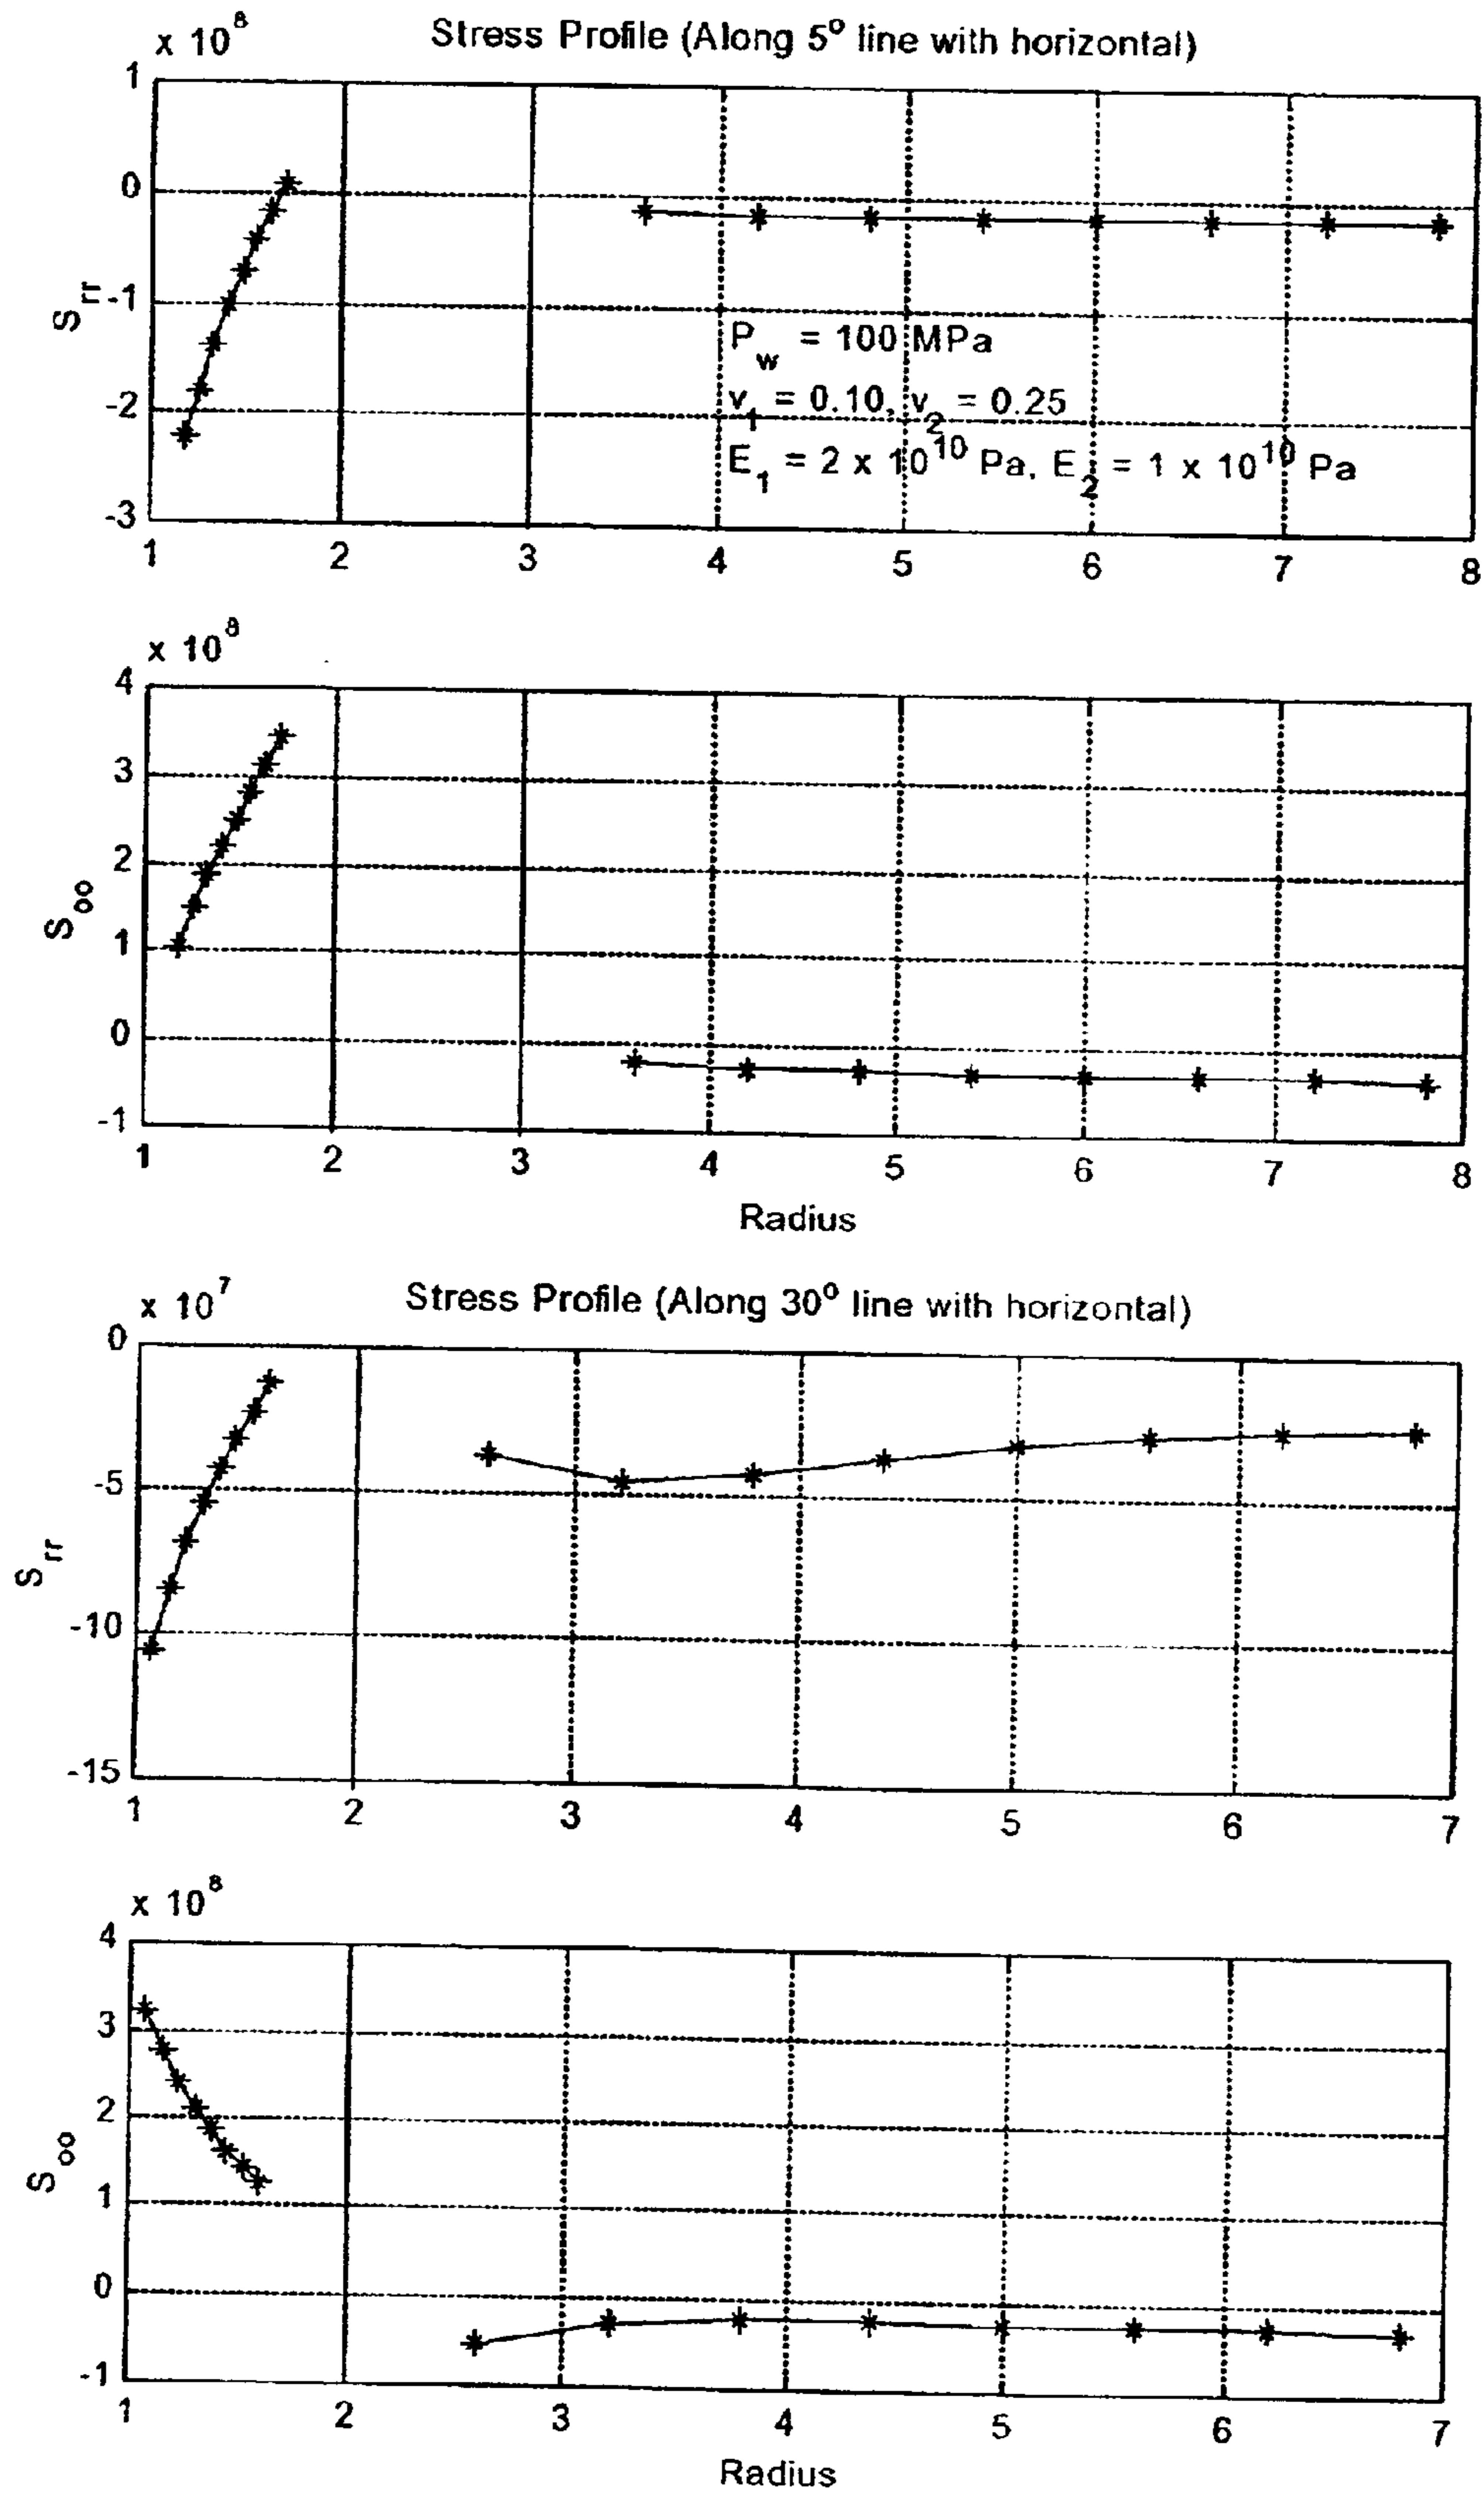 x 10^8 Stress Profile (Along 5° line with horizontal)
1
0
-1
-2
-3
S_rr
P_w = 100 MPa
v_1 = 0.10, v_2 = 0.25
E_1 = 2 x 10^10 Pa, E_2 = 1 x 10^10 Pa
1 2 3 4 5 6 7 8
x 10^8
4
3
2
1
0
-1
S_oo
1 2 3 4 5 6 7 8
Radius
x 10^7 Stress Profile (Along 30° line with horizontal)
0
-5
-10
-15
S_rr
1 2 3 4 5 6 7
x 10^8
4
3
2
1
0
-1
S_oo
1 2 3 4 5 6 7
Radius